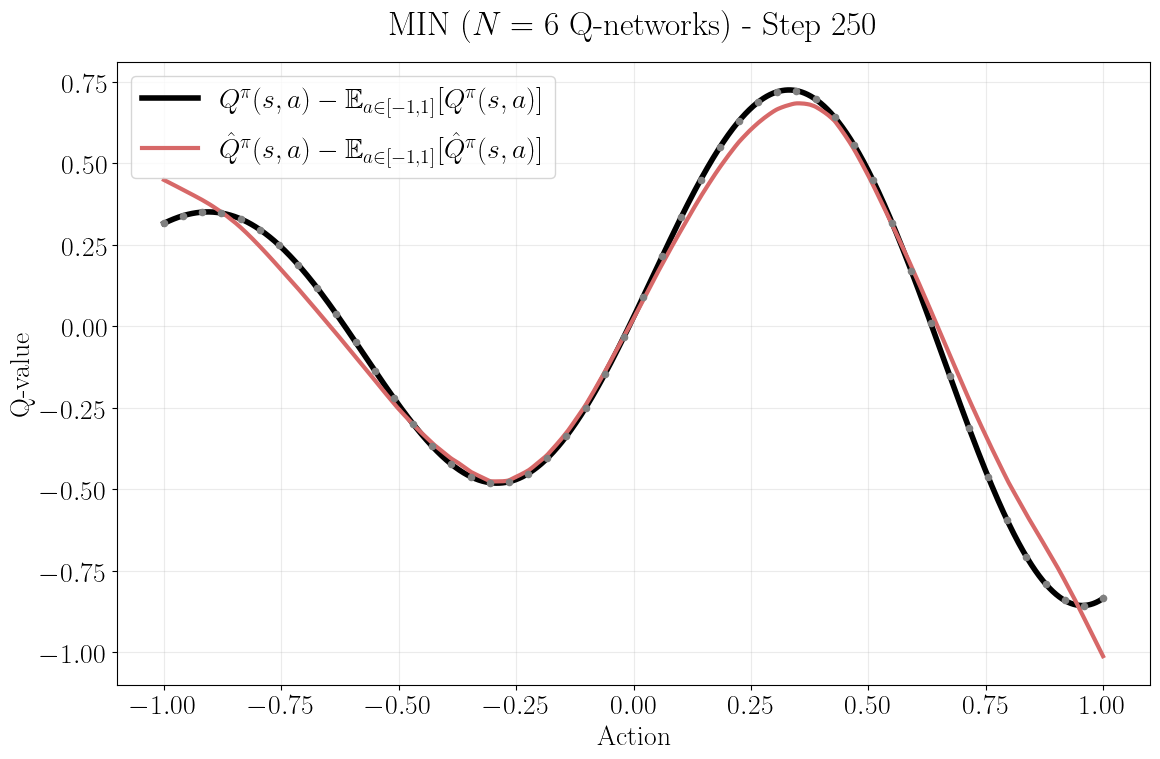 MIN (N = 6 Q-networks) - Step 250
Q^π(s, a) − 𝔼_{a∈[−1,1]}[Q^π(s, a)]
Q̂^π(s, a) − 𝔼_{a∈[−1,1]}[Q̂^π(s, a)]
Q-value
0.75
0.50
0.25
0.00
−0.25
−0.50
−0.75
−1.00
−1.00 −0.75 −0.50 −0.25 0.00 0.25 0.50 0.75 1.00
Action